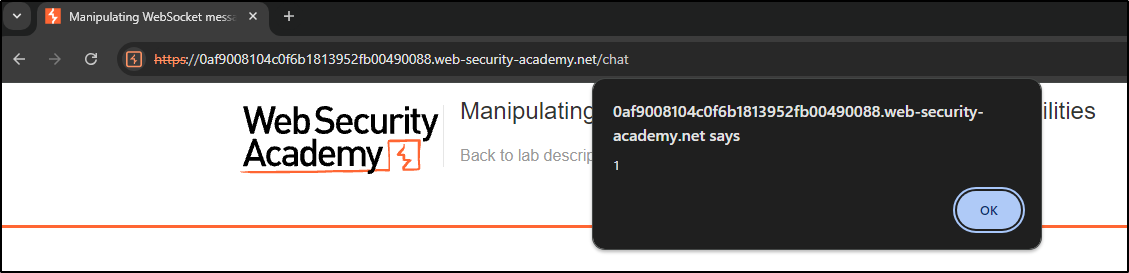 Manipulating WebSocket mess
https://0af9008104c0f6b1813952fb00490088.web-security-academy.net/chat
Web Security
Academy
Manipulating
ilities
Back to lab descrip
0af9008104c0f6b1813952fb00490088.web-security-
academy.net says
1
OK